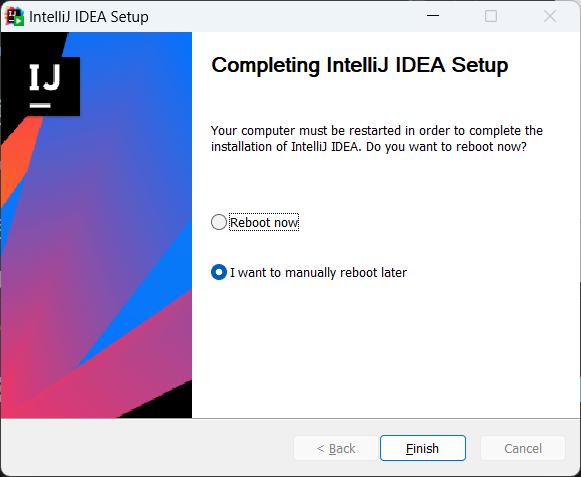 IntelliJ IDEA Setup
IJ
Completing IntelliJ IDEA Setup
Your computer must be restarted in order to complete the
installation of IntelliJ IDEA. Do you want to reboot now?
Reboot now
I want to manually reboot later
< Back
Finish
Cancel